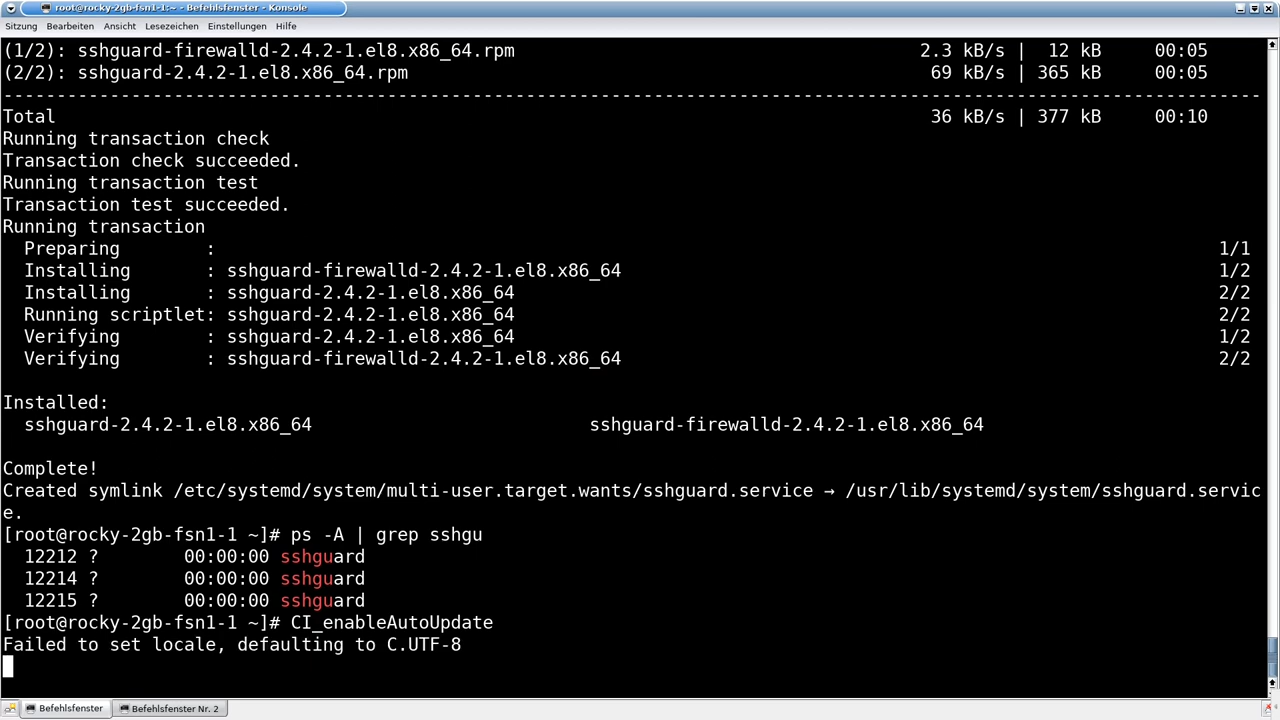 root@rocky-2gb-fsn1-1:~ - Befehlsfenster - Konsole
Sitzung Bearbeiten Ansicht Lesezeichen Einstellungen Hilfe
(1/2): sshguard-firewalld-2.4.2-1.el8.x86_64.rpm 2.3 kB/s | 12 kB 00:05
(2/2): sshguard-2.4.2-1.el8.x86_64.rpm 69 kB/s | 365 kB 00:05
--------------------------------------------------------------------------------
Total 36 kB/s | 377 kB 00:10
Running transaction check
Transaction check succeeded.
Running transaction test
Transaction test succeeded.
Running transaction
Preparing : 1/1
Installing : sshguard-firewalld-2.4.2-1.el8.x86_64 1/2
Installing : sshguard-2.4.2-1.el8.x86_64 2/2
Running scriptlet: sshguard-2.4.2-1.el8.x86_64 2/2
Verifying : sshguard-2.4.2-1.el8.x86_64 1/2
Verifying : sshguard-firewalld-2.4.2-1.el8.x86_64 2/2
Installed:
sshguard-2.4.2-1.el8.x86_64 sshguard-firewalld-2.4.2-1.el8.x86_64
Complete!
Created symlink /etc/systemd/system/multi-user.target.wants/sshguard.service → /usr/lib/systemd/system/sshguard.servic
e.
[root@rocky-2gb-fsn1-1 ~]# ps -A | grep sshgu
12212 ? 00:00:00 sshguard
12214 ? 00:00:00 sshguard
12215 ? 00:00:00 sshguard
[root@rocky-2gb-fsn1-1 ~]# CI_enableAutoUpdate
Failed to set locale, defaulting to C.UTF-8
Befehlsfenster Befehlsfenster Nr. 2